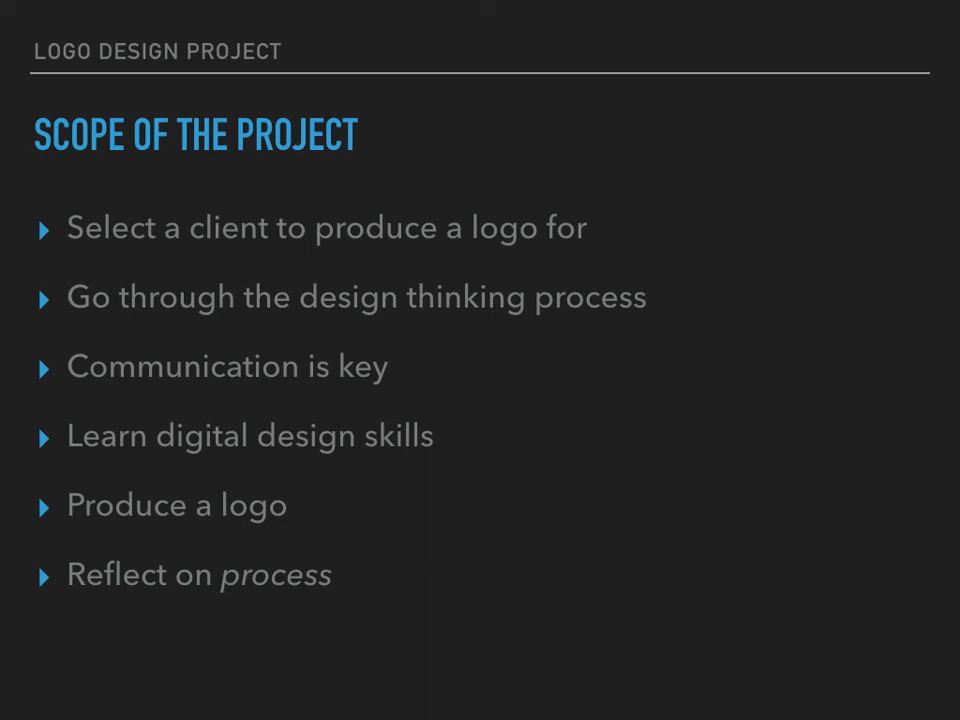 LOGO DESIGN PROJECT
SCOPE OF THE PROJECT
Select a client to produce a logo for
Go through the design thinking process
Communication is key
Learn digital design skills
Produce a logo
Reflect on process